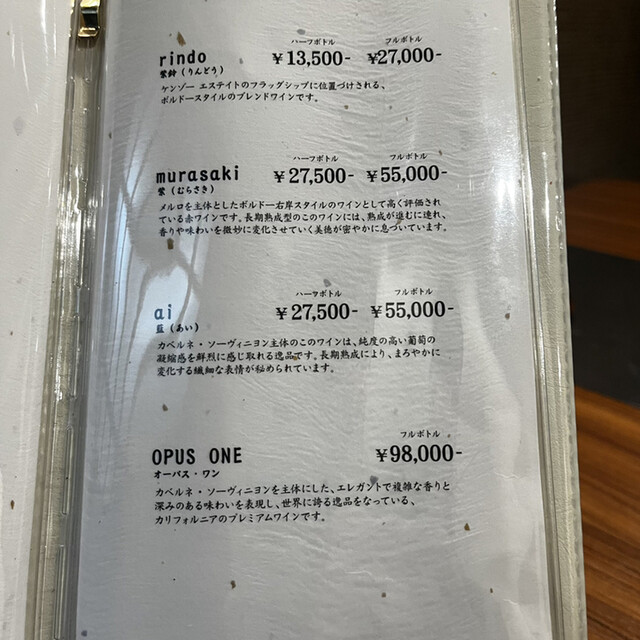 ハーフボトル フルボトル
rindo ¥13,500- ¥27,000-
紫鈴（りんどう）
ケンゾー エステイトのフラッグシップに位置づけされる、
ボルドースタイルのブレンドワインです。
ハーフボトル フルボトル
murasaki ¥27,500- ¥55,000-
紫（むらさき）
メルロを主体としたボルドー右岸スタイルのワインとして高く評価され
ている赤ワインです。長期熟成型のこのワインには、熟成が進むに連れ、
香りや味わいを微妙に変化させていく美徳が密やかに息づいています。
ハーフボトル フルボトル
ai ¥27,500- ¥55,000-
藍（あい）
カベルネ・ソーヴィニヨン主体のこのワインは、純度の高い葡萄の
凝縮感を鮮烈に感じ取れる逸品です。長期熟成により、まろやかに
変化する繊細な表情が秘められています。
フルボトル
OPUS ONE ¥98,000-
オーパス・ワン
カベルネ・ソーヴィニヨンを主体にした、エレガントで複雑な香りと
深みのある味わいを表現し、世界に誇る逸品をなっている、
カリフォルニアのプレミアムワインです。